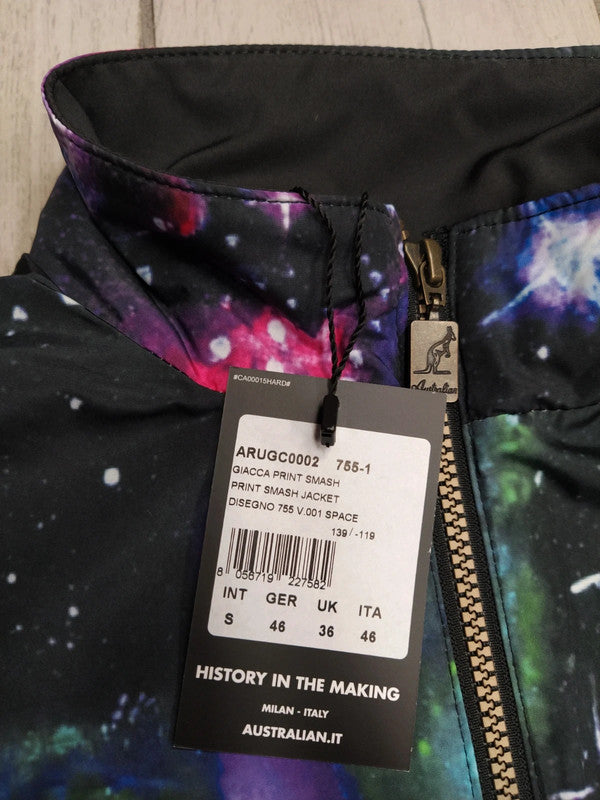 Australian
#CA00015HARD#
ARUGC0002 755-1
GIACCA PRINT SMASH
PRINT SMASH JACKET
DISEGNO 755 V.001 SPACE
139/ -119
8 056719 227582
INT GER UK ITA
S 46 36 46
HISTORY IN THE MAKING
MILAN - ITALY
AUSTRALIAN.IT